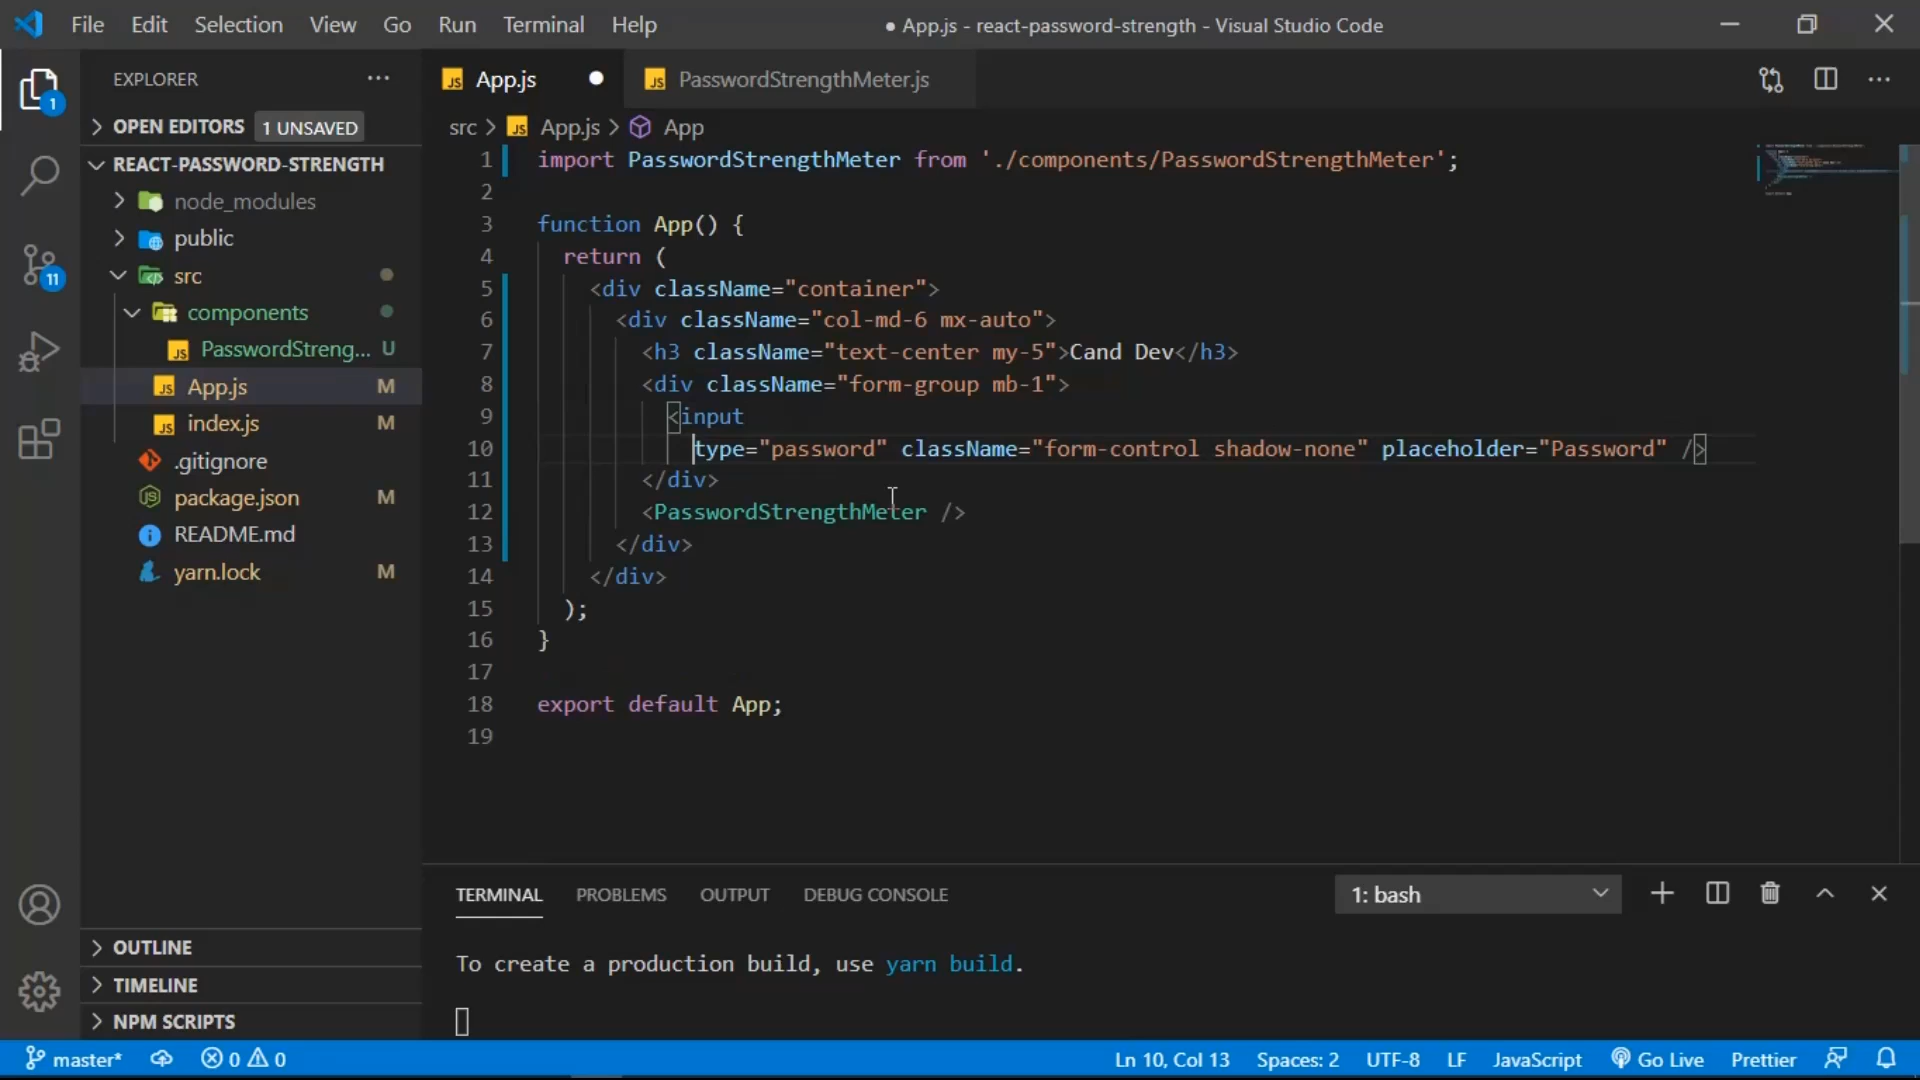 File Edit Selection View Go Run Terminal Help
● App.js - react-password-strength - Visual Studio Code
EXPLORER
OPEN EDITORS 1 UNSAVED
REACT-PASSWORD-STRENGTH
node_modules
public
src
components
PasswordStreng... U
App.js M
index.js M
.gitignore
package.json M
README.md
yarn.lock M
OUTLINE
TIMELINE
NPM SCRIPTS
1
11
JS App.js
JS PasswordStrengthMeter.js
src > JS App.js > App
1 import PasswordStrengthMeter from './components/PasswordStrengthMeter';
2
3 function App() {
4 return (
5 <div className="container">
6 <div className="col-md-6 mx-auto">
7 <h3 className="text-center my-5">Cand Dev</h3>
8 <div className="form-group mb-1">
9 <input
10 type="password" className="form-control shadow-none" placeholder="Password" />
11 </div>
12 <PasswordStrengthMeter />
13 </div>
14 </div>
15 );
16 }
17
18 export default App;
19
TERMINAL PROBLEMS OUTPUT DEBUG CONSOLE
1: bash
To create a production build, use yarn build.
master* 0 0
Ln 10, Col 13 Spaces: 2 UTF-8 LF JavaScript Go Live Prettier